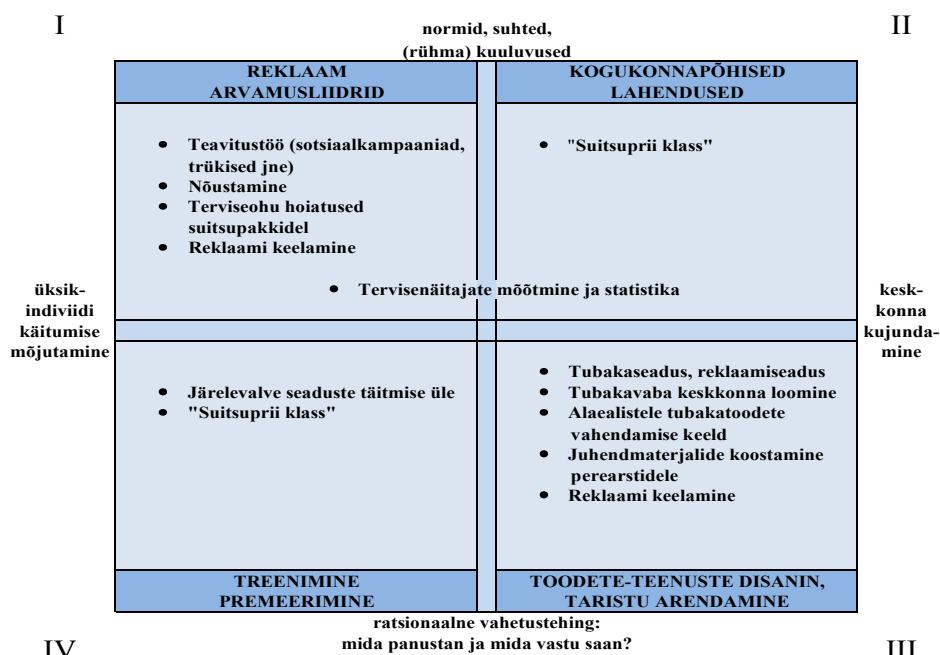 I
II
normid, suhted,
(rühma) kuuluvused
REKLAAM
ARVAMUSLIIDRID
KOGUKONNAPÕHISED
LAHENDUSED
• Teavitustöö (sotsiaalkampaaniad,
trükised jne)
• Nõustamine
• Terviseohu hoiatused
suitsupakkidel
• Reklaami keelamine
• "Suitsuprii klass"
• Tervisenäitajate mõõtmine ja statistika
üksik-
indiviidi
käitumise
mõjutamine
kesk-
konna
kujunda-
mine
• Järelevalve seaduste täitmise üle
• "Suitsuprii klass"
• Tubakaseadus, reklaamiseadus
• Tubakavaba keskkonna loomine
• Alaealistele tubakatoodete
vahendamise keeld
• Juhendmaterjalide koostamine
perearstidele
• Reklaami keelamine
TREENIMINE
PREMEERIMINE
TOODETE-TEENUSTE DISANIN,
TARISTU ARENDAMINE
ratsionaalne vahetustehing:
mida panustan ja mida vastu saan?
IV
III